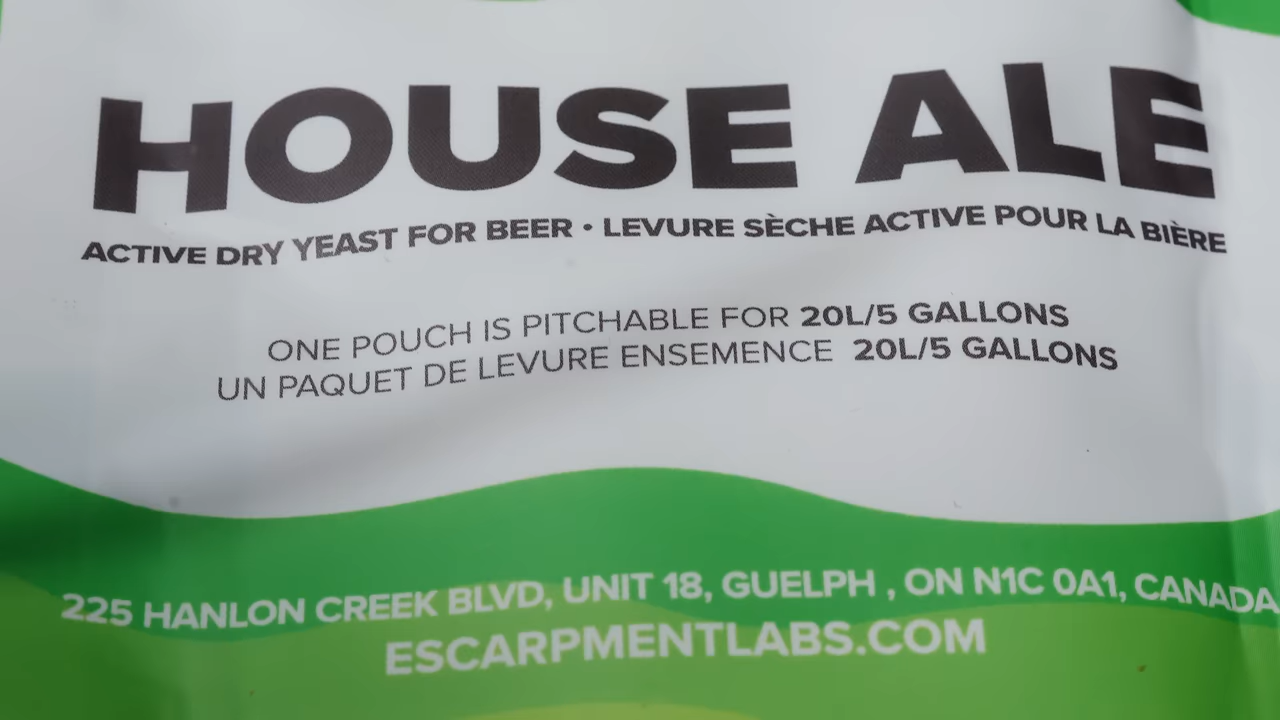 HOUSE ALE
ACTIVE DRY YEAST FOR BEER • LEVURE SÈCHE ACTIVE POUR LA BIÈRE
ONE POUCH IS PITCHABLE FOR 20L/5 GALLONS
UN PAQUET DE LEVURE ENSEMENCE 20L/5 GALLONS
225 HANLON CREEK BLVD, UNIT 18, GUELPH , ON N1C 0A1, CANADA
ESCARPMENTLABS.COM